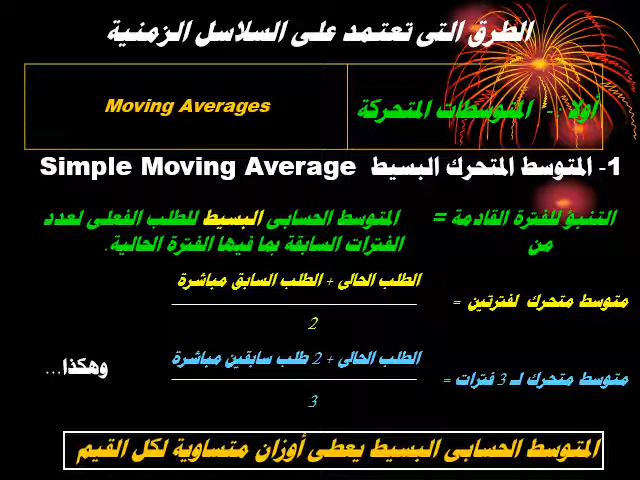 الطرق التى تعتمد على السلاسل الزمنية
أولا - المتوسطات المتحركة
Moving Averages
1- المتوسط المتحرك البسيط Simple Moving Average
التنبؤ للفترة القادمة =
من
المتوسط الحسابى البسيط للطلب الفعلى لعدد
الفترات السابقة بما فيها الفترة الحالية.
متوسط متحرك لفترتين =
الطلب الحالى + الطلب السابق مباشرة
2
متوسط متحرك لـ 3 فترات =
الطلب الحالى + 2 طلب سابقين مباشرة
3
وهكذا...
المتوسط الحسابى البسيط يعطى أوزان متساوية لكل القيم